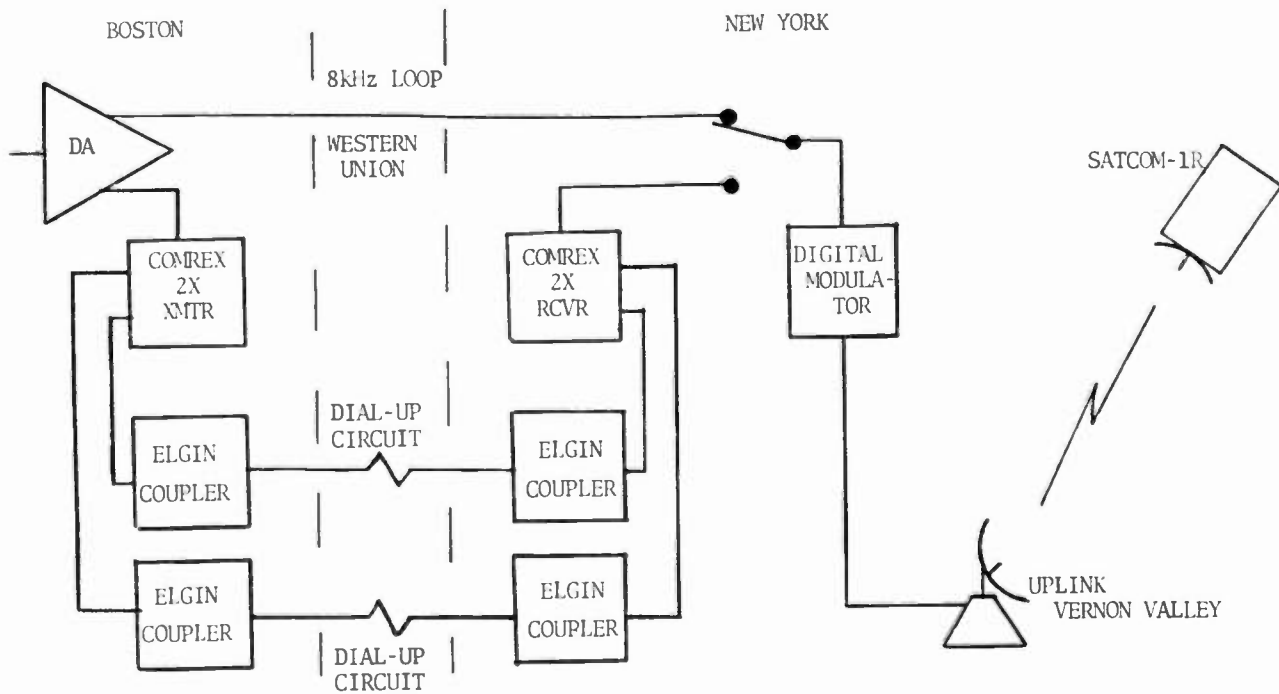 BOSTON
NEW YORK
8kHz LOOP
DA
WESTERN
UNION
SATCOM-1R
COMREX
2X
XMTR
COMREX
2X
RCVR
DIGITAL
MODULA-
TOR
DIAL-UP
CIRCUIT
ELGIN
COUPLER
ELGIN
COUPLER
ELGIN
COUPLER
ELGIN
COUPLER
UPLINK
VERNON VALLEY
DIAL-UP
CIRCUIT